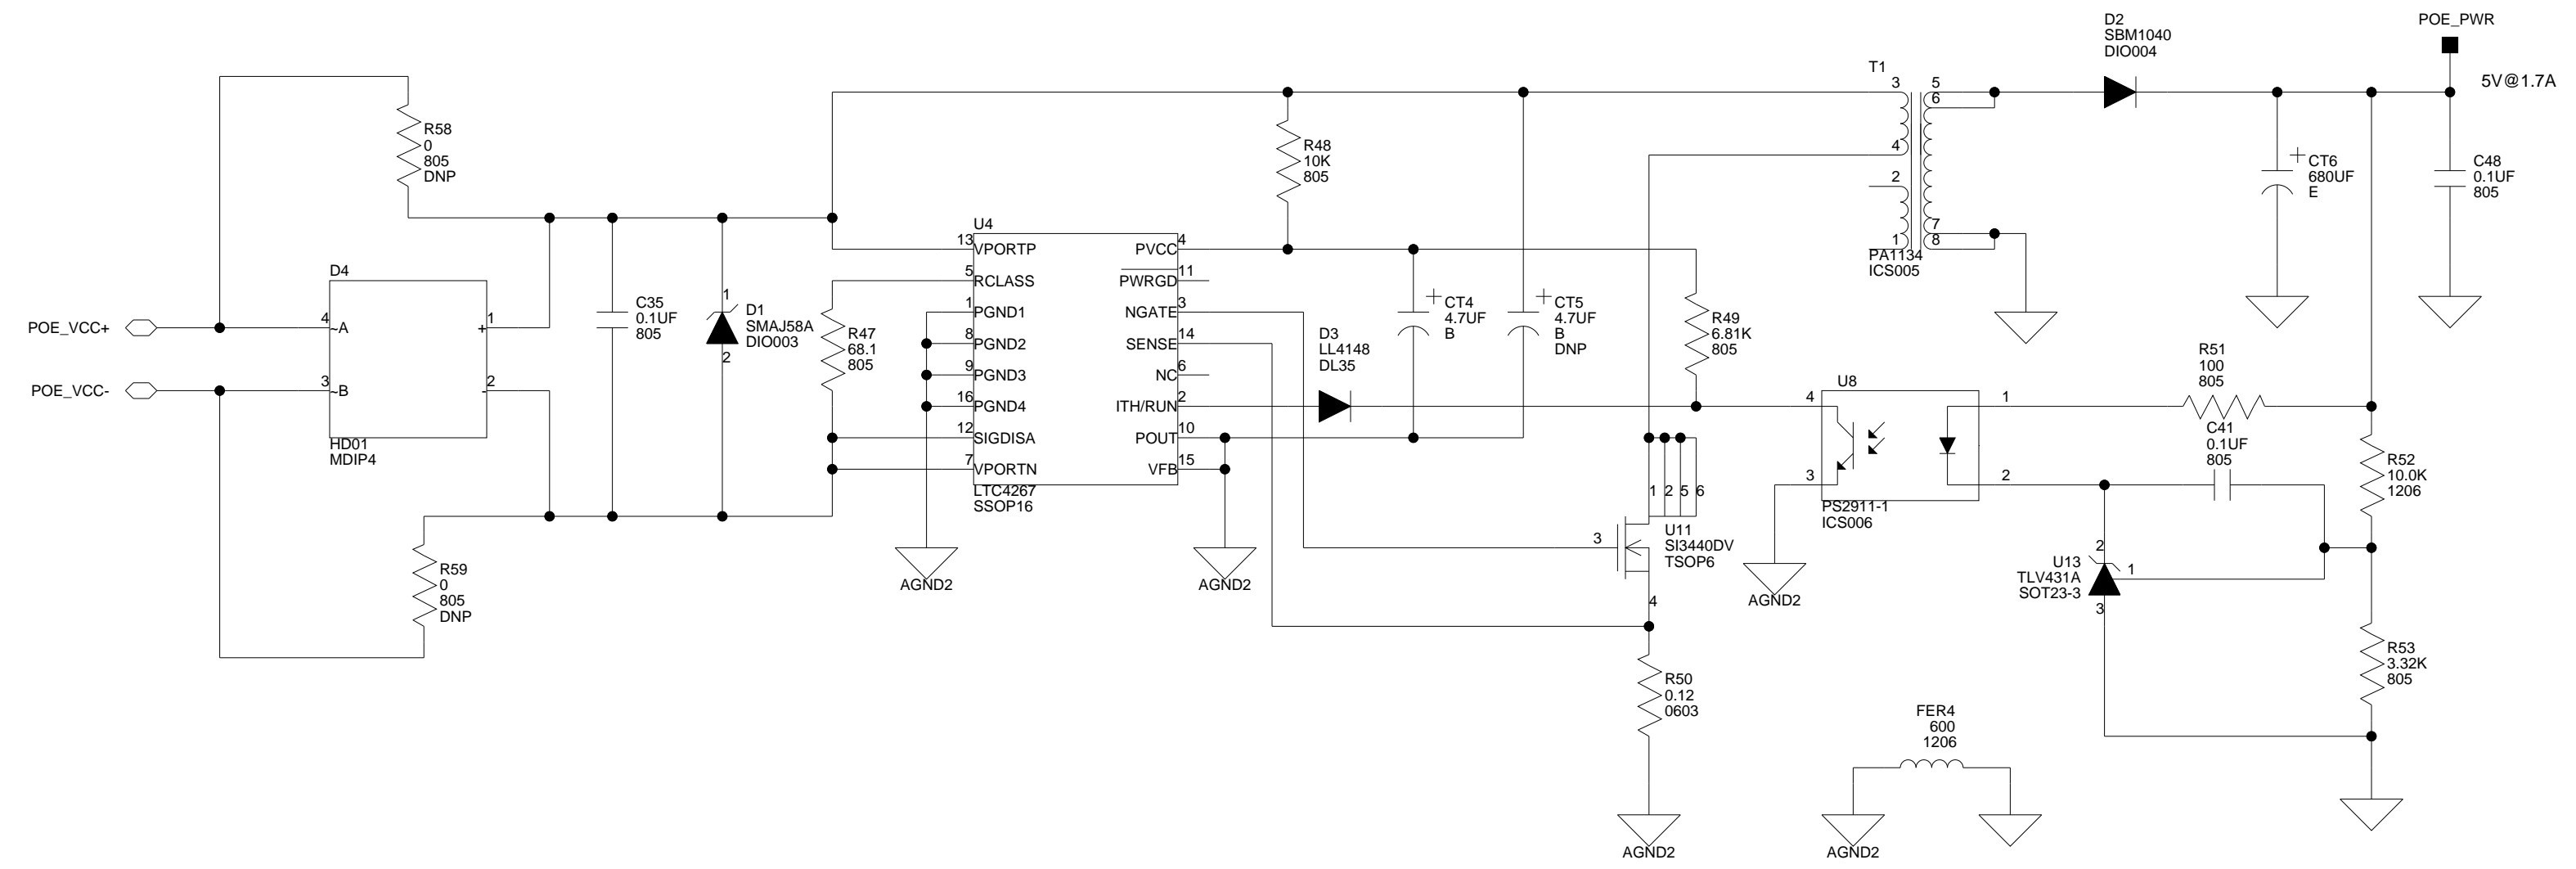 POE_VCC+
POE_VCC-
R58
0
805
DNP
D4
4
~A
3
~B
1
+
2
-
HD01
MDIP4
R59
0
805
DNP
C35
0.1UF
805
1
D1
SMAJ58A
DIO003
2
R47
68.1
805
U4
13
VPORTP
5
RCLASS
1
PGND1
8
PGND2
9
PGND3
16
PGND4
12
SIGDISA
7
VPORTN
PVCC
4
PWRGD
11
NGATE
3
SENSE
14
NC
6
ITH/RUN
2
POUT
10
VFB
15
LTC4267
SSOP16
AGND2
AGND2
R48
10K
805
D3
LL4148
DL35
+
CT4
4.7UF
B
+
CT5
4.7UF
B
DNP
R49
6.81K
805
1 2 5 6
3
U11
SI3440DV
TSOP6
4
R50
0.12
0603
AGND2
T1
3
4
2
1
5
6
7
8
PA1134
ICS005
D2
SBM1040
DIO004
POE_PWR
5V@1.7A
+
CT6
680UF
E
C48
0.1UF
805
U8
4
3
1
2
PS2911-1
ICS006
AGND2
R51
100
805
C41
0.1UF
805
R52
10.0K
1206
2
U13
TLV431A
SOT23-3
1
3
R53
3.32K
805
FER4
600
1206
AGND2